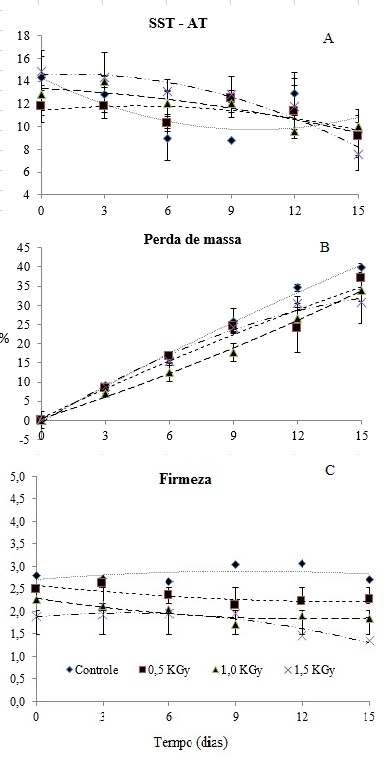 SST - AT
A
18
16
14
12
10
8
6
4
0 3 6 9 12 15
Perda de massa
B
45
40
35
30
25
20
15
10
5
0
-5
%
0 3 6 9 12 15
C
Firmeza
5,0
4,5
4,0
3,5
3,0
2,5
2,0
1,5
1,0
0,5
0,0
Controle 0,5 KGy 1,0 KGy 1,5 KGy
0 3 6 9 12 15
Tempo (dias)